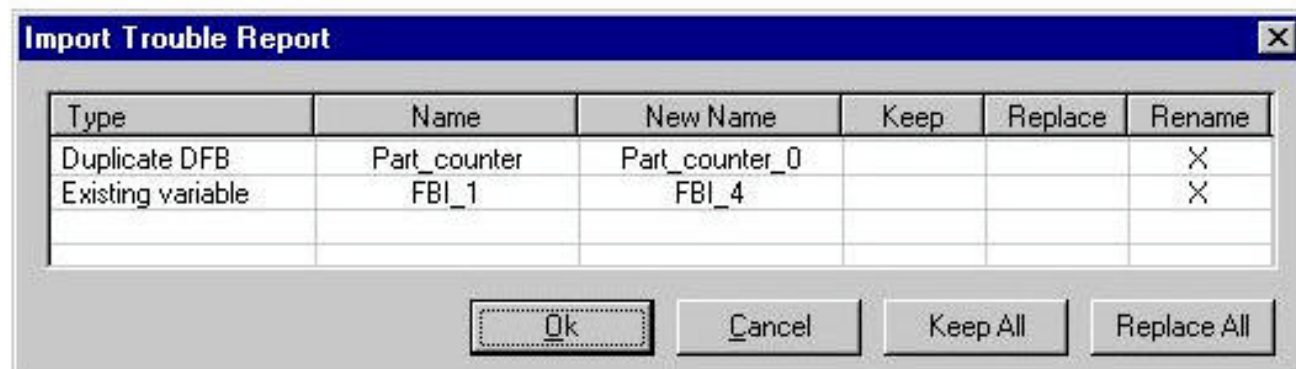 Import Trouble Report
Type Name New Name Keep Replace Rename
Duplicate DFB Part_counter Part_counter_0 X
Existing variable FBI_1 FBI_4 X
Ok Cancel Keep All Replace All